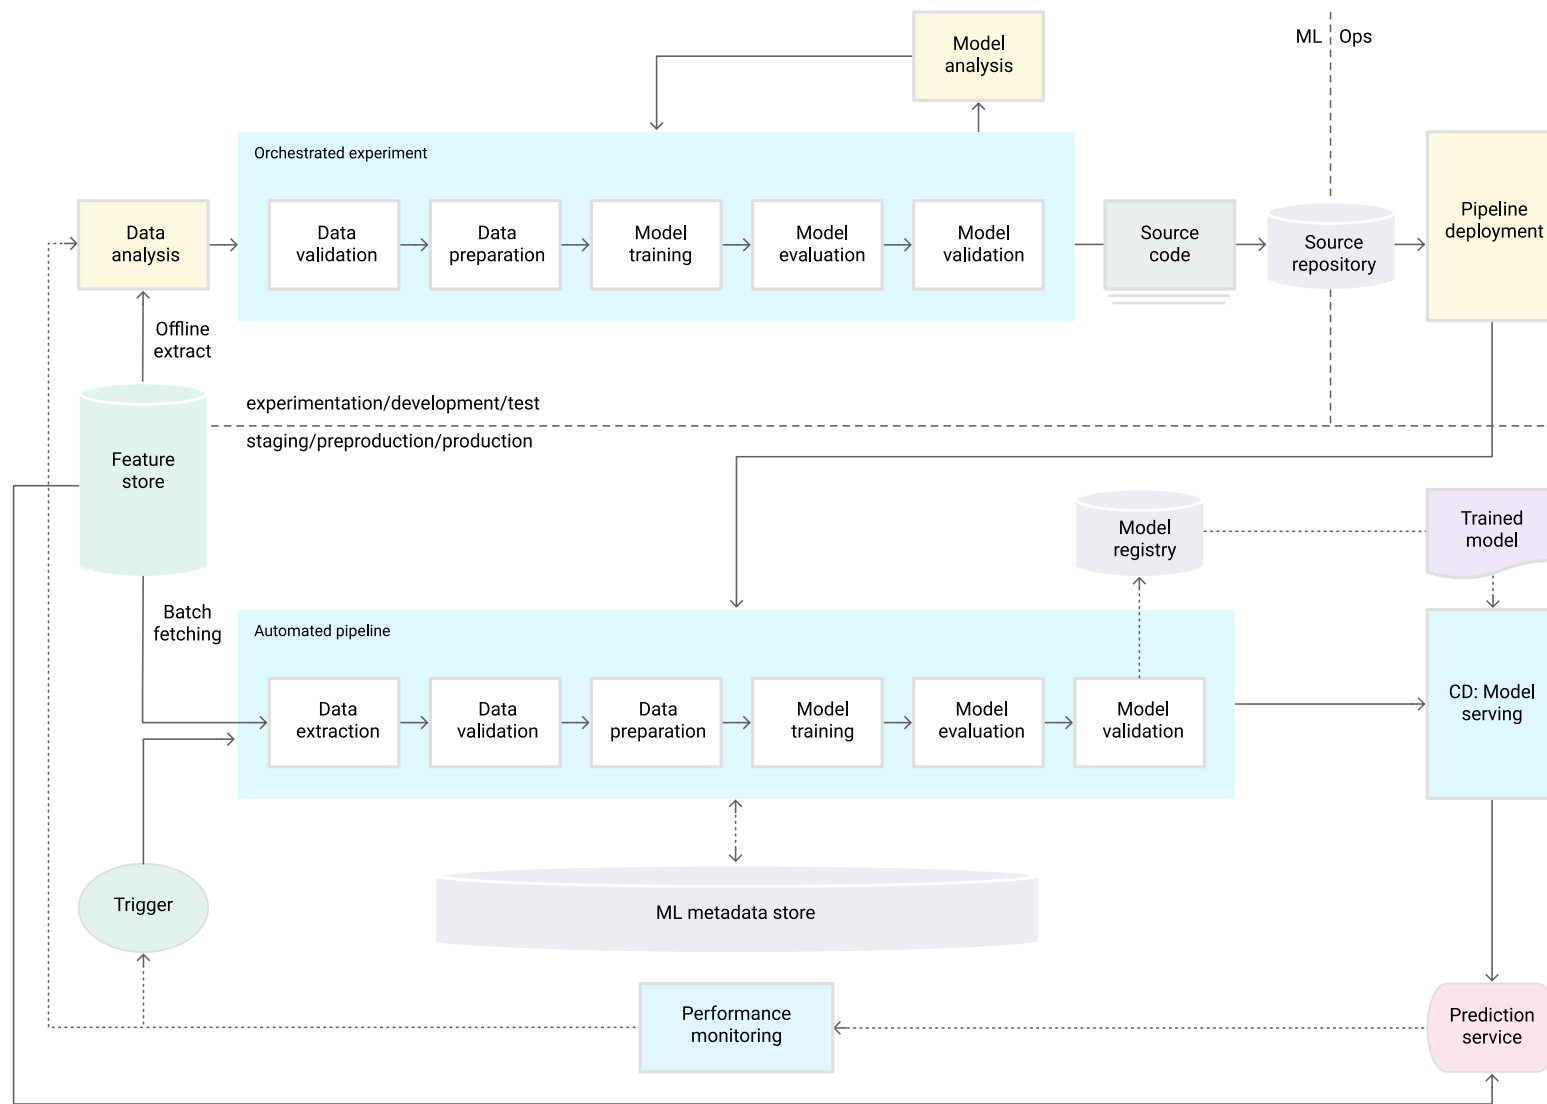 Model
analysis
ML
Ops
Orchestrated experiment
Data
analysis
Data
validation
Data
preparation
Model
training
Model
evaluation
Model
validation
Source
code
Source
repository
Pipeline
deployment
Offline
extract
experimentation/development/test
staging/preproduction/production
Feature
store
Model
registry
Trained
model
Batch
fetching
Automated pipeline
Data
extraction
Data
validation
Data
preparation
Model
training
Model
evaluation
Model
validation
CD: Model
serving
Trigger
ML metadata store
Performance
monitoring
Prediction
service